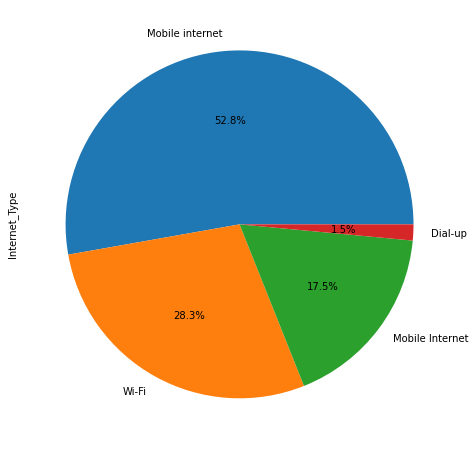 Mobile internet
52.8%
Internet_Type
1.5%
Dial-up
17.5%
28.3%
Mobile Internet
Wi-Fi